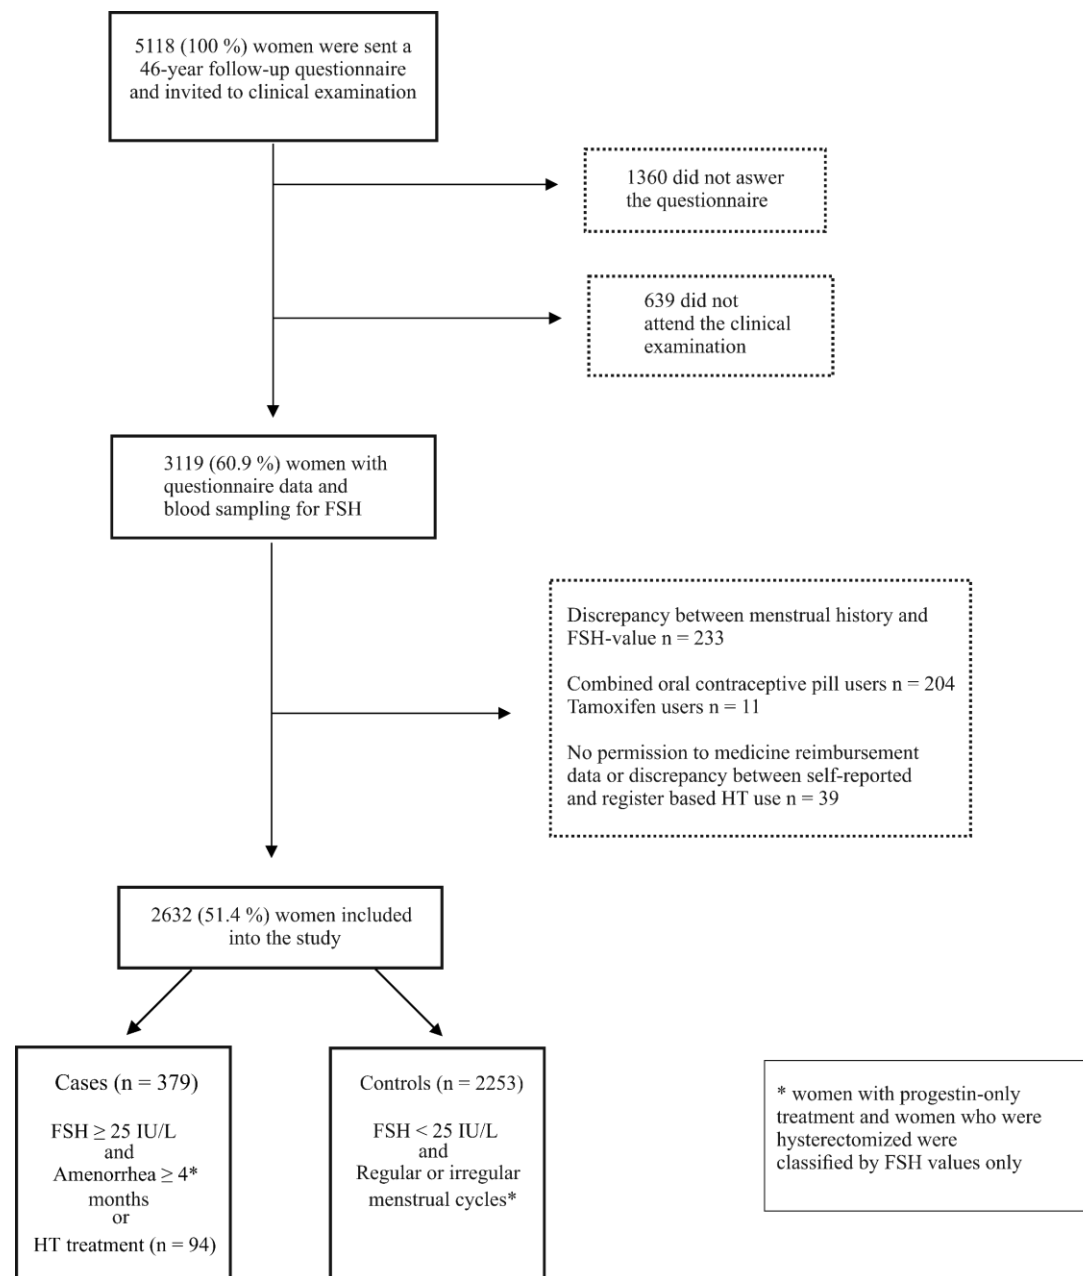 5118 (100 %) women were sent a
46-year follow-up questionnaire
and invited to clinical examination
1360 did not aswer
the questionnaire
639 did not
attend the clinical
examination
3119 (60.9 %) women with
questionnaire data and
blood sampling for FSH
Discrepancy between menstrual history and
FSH-value n = 233
Combined oral contraceptive pill users n = 204
Tamoxifen users n = 11
No permission to medicine reimbursement
data or discrepancy between self-reported
and register based HT use n = 39
2632 (51.4 %) women included
into the study
Cases (n = 379)
FSH ≥ 25 IU/L
and
Amenorrhea ≥ 4*
months
or
HT treatment (n = 94)
Controls (n = 2253)
FSH < 25 IU/L
and
Regular or irregular
menstrual cycles*
* women with progestin-only
treatment and women who were
hysterectomized were
classified by FSH values only